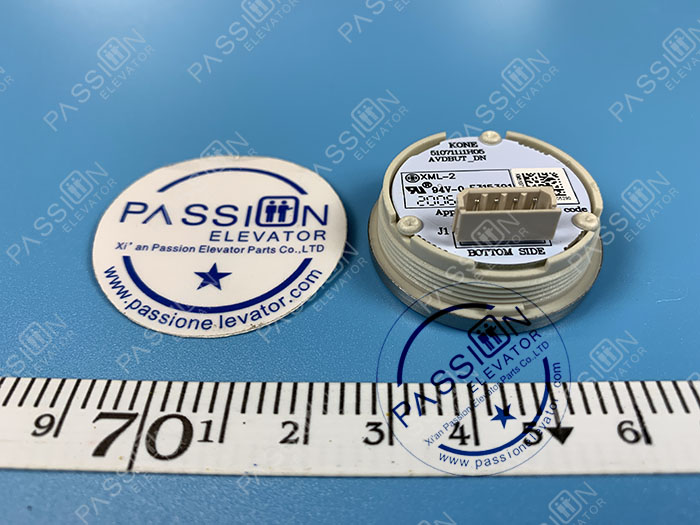 PASSION
ELEVATOR
Xi'an Passion Elevator Parts Co.,LTD
www.passione levator.com
KONE
51071111H05
AVDBUT_DN
XML-2
94V-0
J1
code
BOTTOM SIDE
PASSION
ELEVATOR
Xi'an Passion Elevator Parts Co.,LTD
www.passionelevator.com
9 70 1 2 3 4 5 6